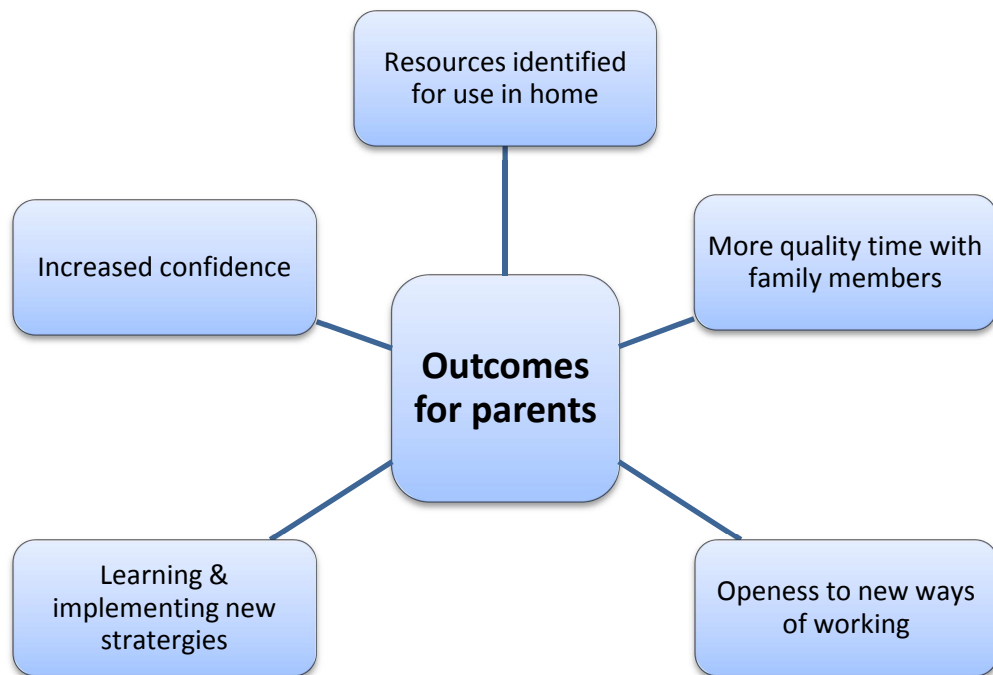 Resources identified
for use in home
Increased confidence
More quality time with
family members
Outcomes
for parents
Learning &
implementing new
stratergies
Openess to new ways
of working